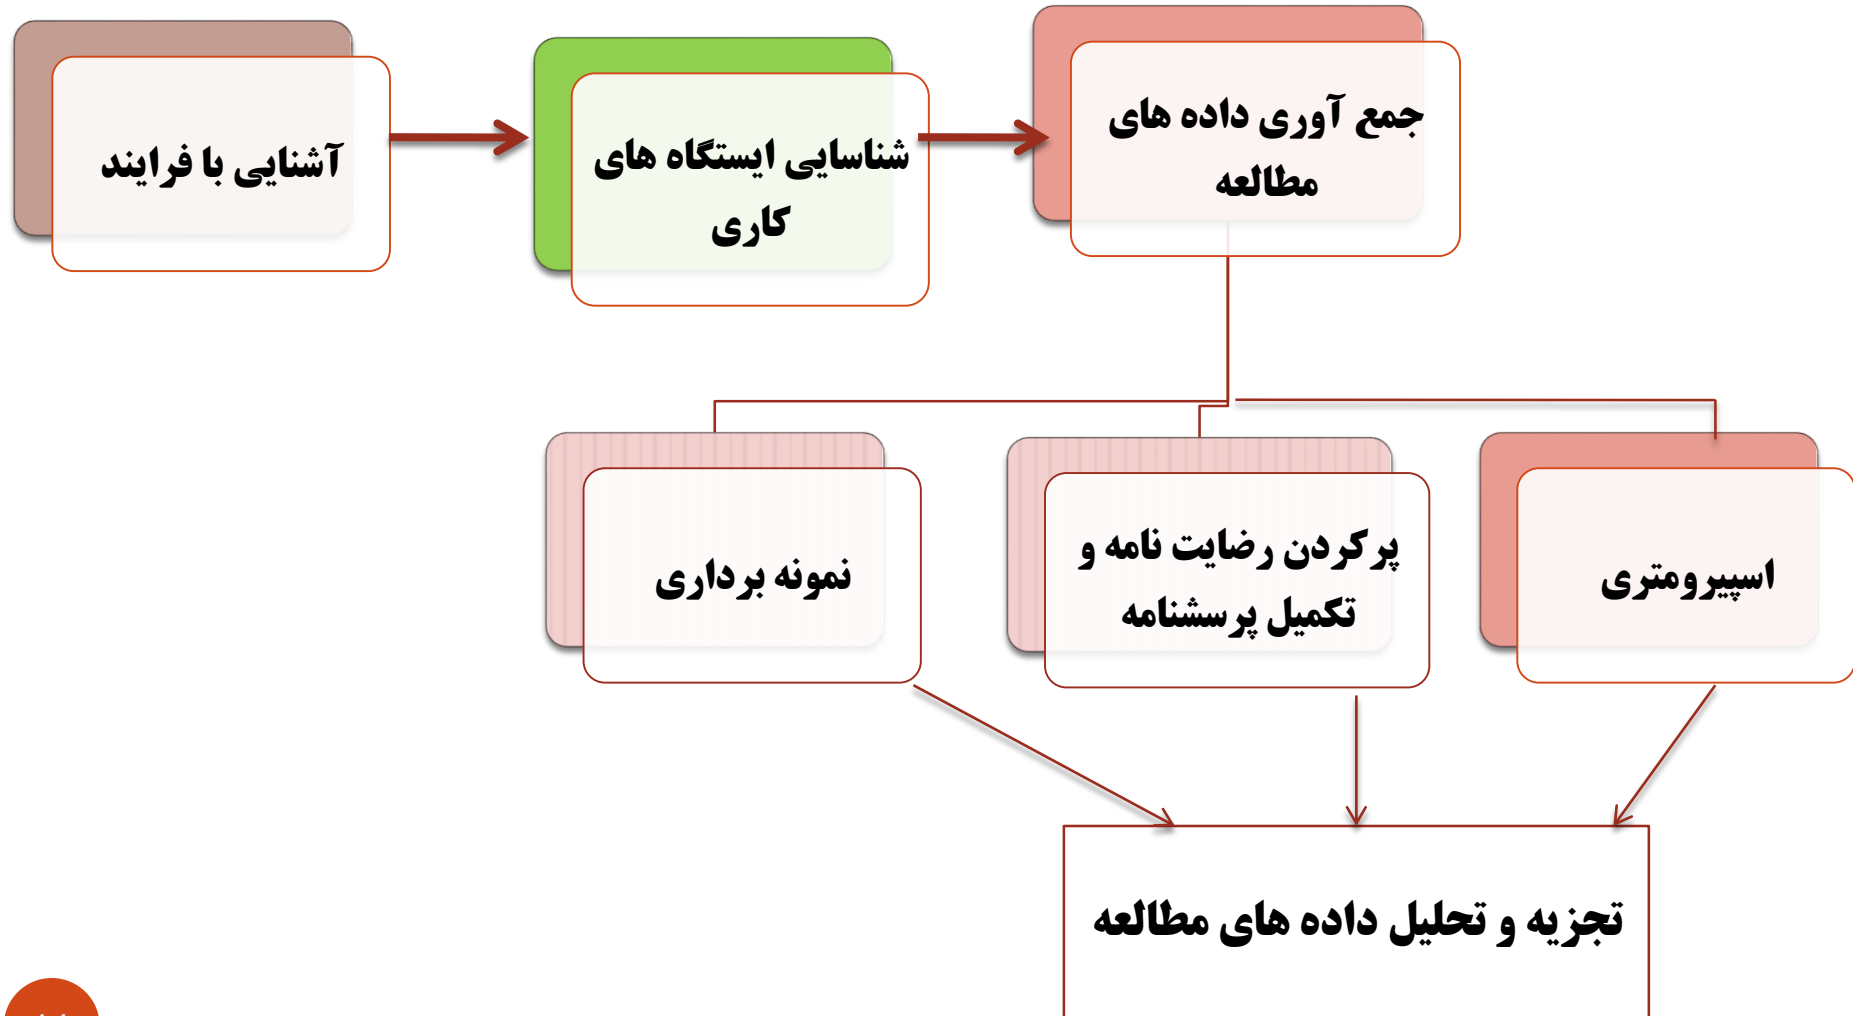 آشنایی با فرایند
شناسایی ایستگاه های
کاری
جمع آوری داده های
مطالعه
نمونه برداری
پرکردن رضایت نامه و
تکمیل پرسشنامه
اسپیرومتری
تجزیه و تحلیل داده های مطالعه